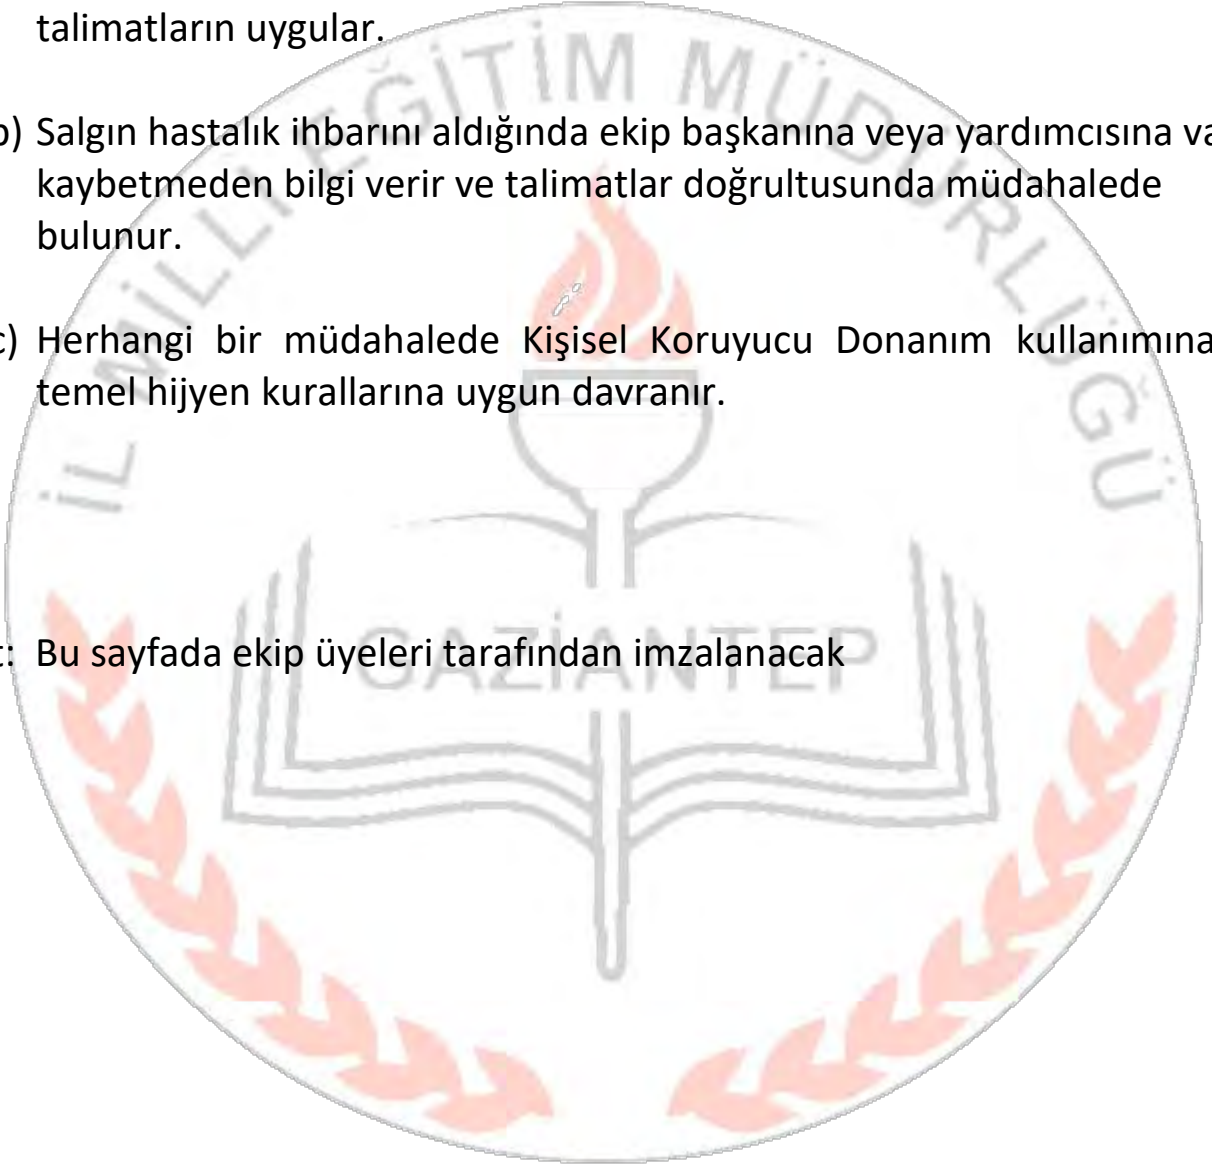 talimatların uygular.
b) Salgın hastalık ihbarını aldığında ekip başkanına veya yardımcısına
kaybetmeden bilgi verir ve talimatlar doğrultusunda müdahalede
bulunur.
c) Herhangi bir müdahalede Kişisel Koruyucu Donanım kullanımına
temel hijyen kurallarına uygun davranır.
Bu sayfada ekip üyeleri tarafından imzalanacak
İL MİLLİ EĞİTİM MÜDÜRLÜĞÜ
GAZİANTEP